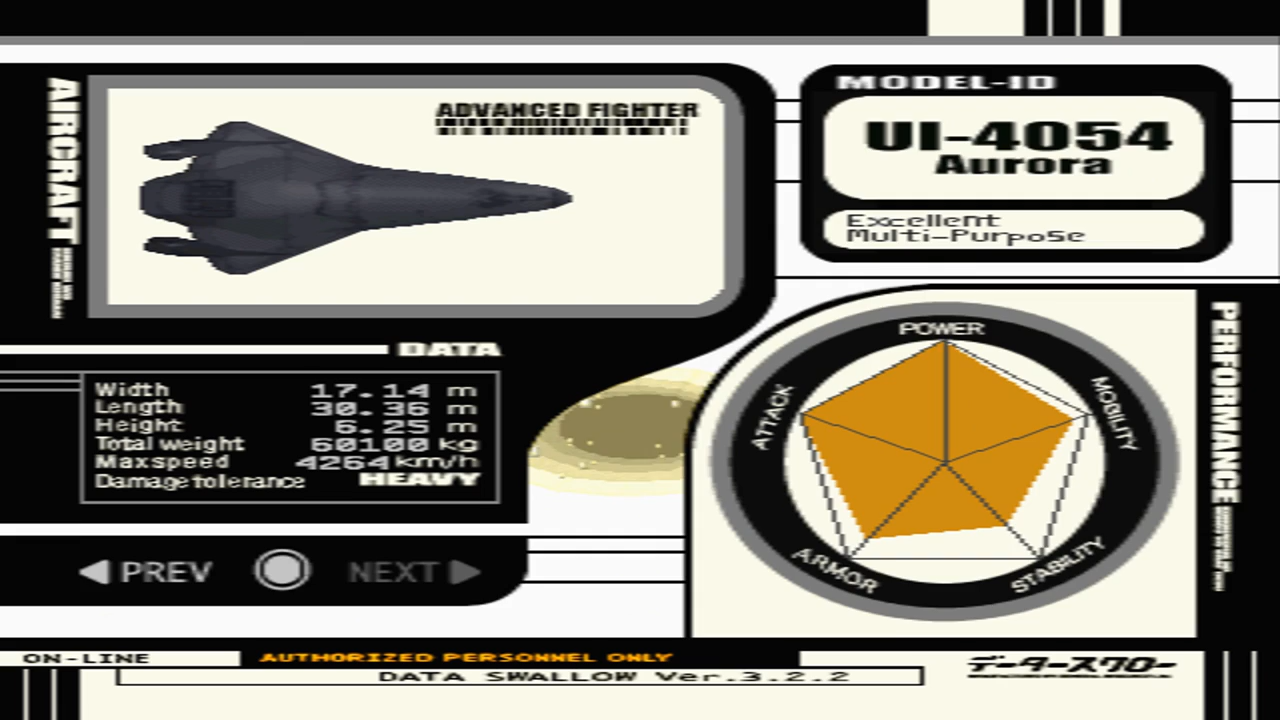 AIRCRAFT
ADVANCED FIGHTER
MODEL-ID
UI-4054
Aurora
Excellent
Multi-Purpose
DATA
Width 17.14 m
Length 30.36 m
Height 6.25 m
Total weight 60100 kg
Max speed 4264 km/h
Damage tolerance HEAVY
PREV NEXT
POWER
MOBILITY
STABILITY
ARMOR
ATTACK
PERFORMANCE
ON-LINE
AUTHORIZED PERSONNEL ONLY
DATA SWALLOW Ver.3.2.2
データースワロー